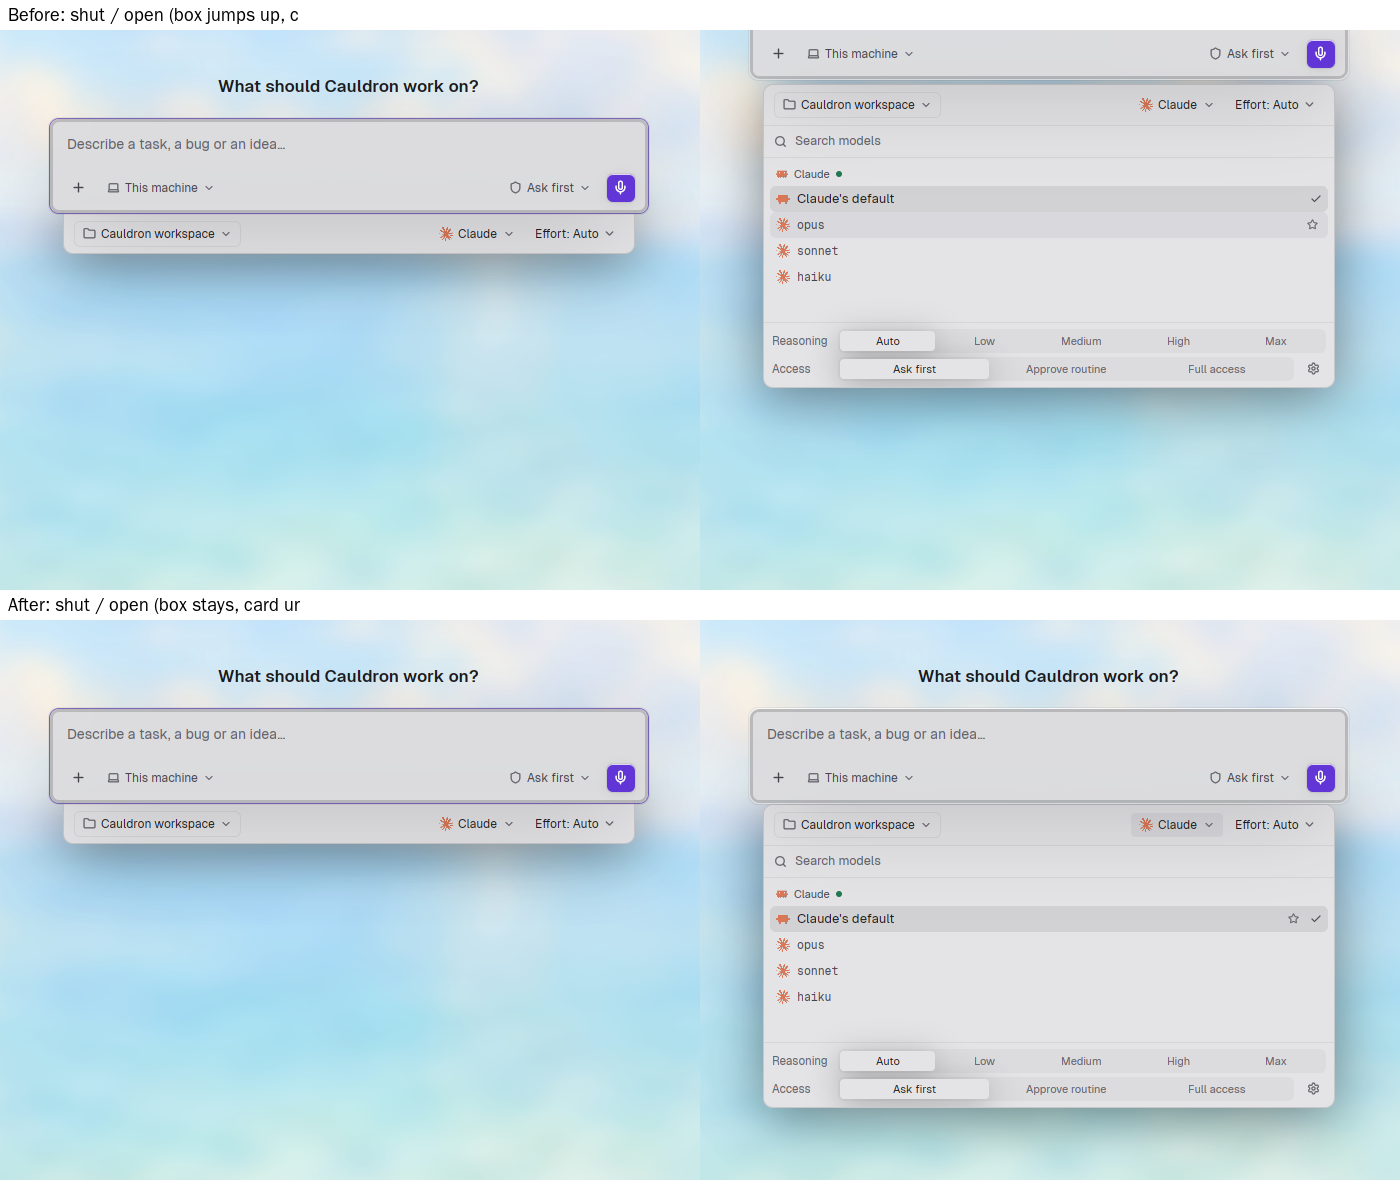 Before: shut / open (box jumps up, c
What should Cauldron work on?
Describe a task, a bug or an idea...
This machine
Ask first
Cauldron workspace
Claude
Effort: Auto
This machine
Ask first
Cauldron workspace
Claude
Effort: Auto
Search models
Claude
Claude's default
opus
sonnet
haiku
Reasoning Auto Low Medium High Max
Access Ask first Approve routine Full access
After: shut / open (box stays, card ur
What should Cauldron work on?
Describe a task, a bug or an idea...
This machine
Ask first
Cauldron workspace
Claude
Effort: Auto
What should Cauldron work on?
Describe a task, a bug or an idea...
This machine
Ask first
Cauldron workspace
Claude
Effort: Auto
Search models
Claude
Claude's default
opus
sonnet
haiku
Reasoning Auto Low Medium High Max
Access Ask first Approve routine Full access